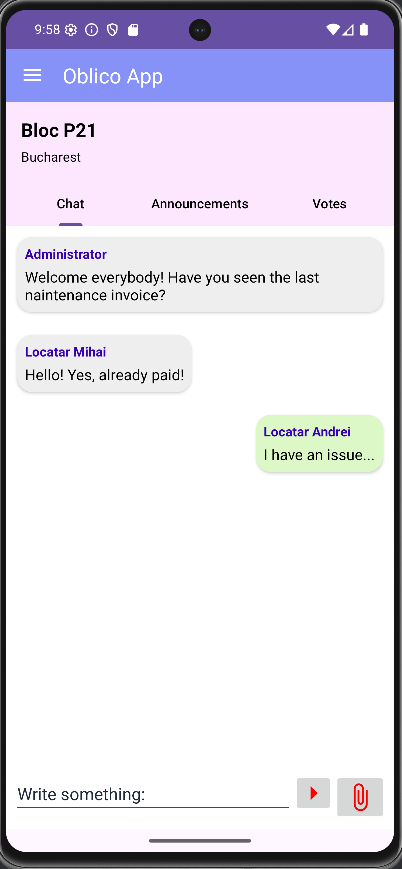 9:58
Oblico App
Bloc P21
Bucharest
Chat Announcements Votes
Administrator
Welcome everybody! Have you seen the last
naintenance invoice?
Locatar Mihai
Hello! Yes, already paid!
Locatar Andrei
I have an issue...
Write something: